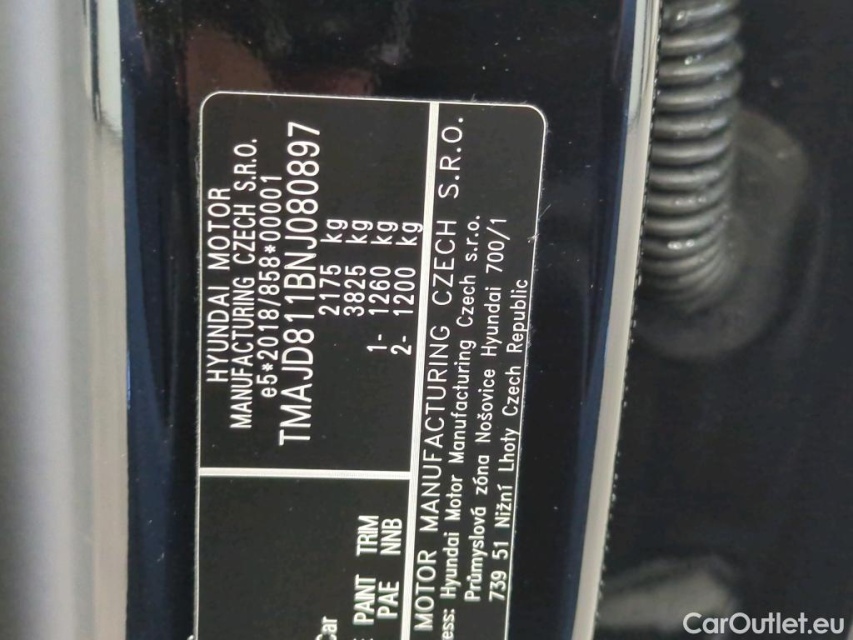 HYUNDAI MOTOR
MANUFACTURING CZECH S.R.O.
e5*2018/858*00001
TMAJD811BNJ080897
2175 kg
3825 kg
1- 1260 kg
2- 1200 kg
PANT TRIM
PAE NNB
MOTOR MANUFACTURING CZECH S.R.O.
Hyundai Motor Manufacturing Czech s.r.o.
Průmyslová zóna Nošovice Hyundai 700/1
739 51 Nižní Lhoty Czech Republic
CarOutlet.eu